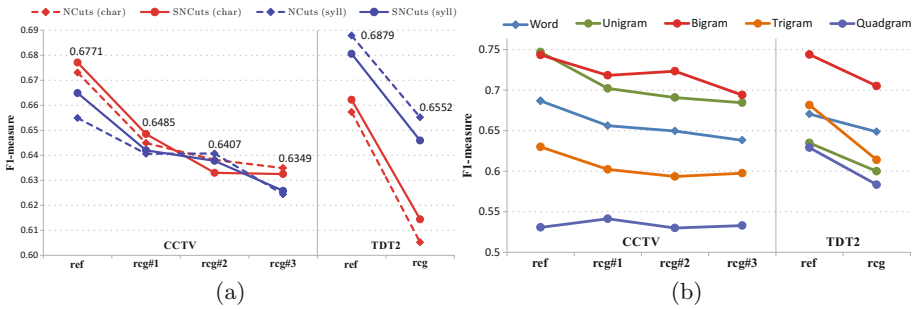 NCuts (char) SNCuts (char) NCuts (syll) SNCuts (syll)
0.69
0.68
0.67
0.66
0.65
0.64
0.63
0.62
0.61
0.60
F1-measure
0.6771
0.6485
0.6407
0.6349
0.6879
0.6552
CCTV TDT2
ref rcg#1 rcg#2 rcg#3 ref rcg
(a)
Word Unigram Bigram Trigram Quadgram
0.75
0.7
0.65
0.6
0.55
0.5
F1-measure
CCTV TDT2
ref rcg#1 rcg#2 rcg#3 ref rcg
(b)